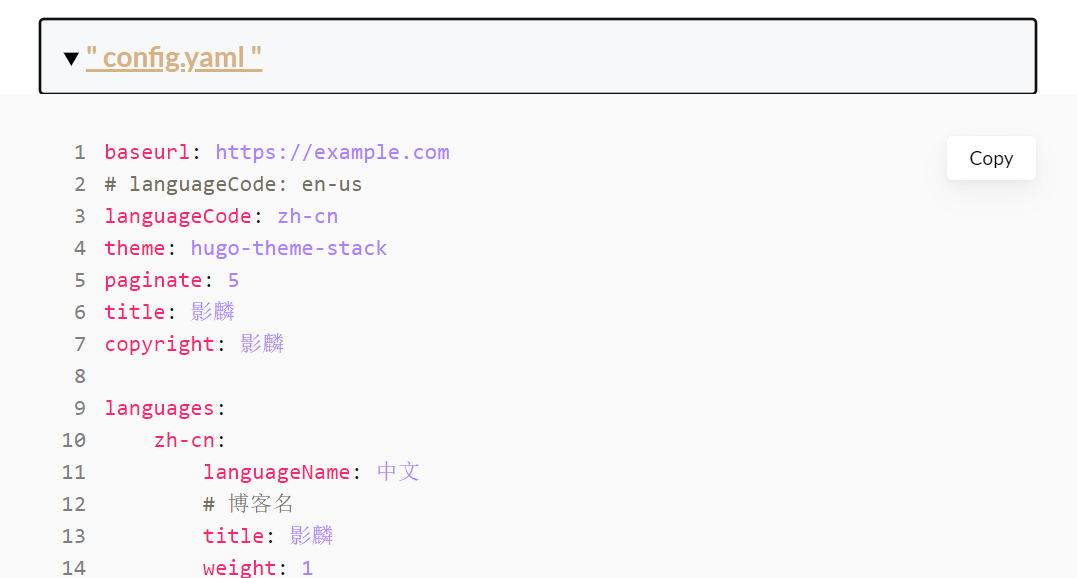 ▼ " config.yaml "
Copy
1 baseurl: https://example.com
2 # languageCode: en-us
3 languageCode: zh-cn
4 theme: hugo-theme-stack
5 paginate: 5
6 title: 影麟
7 copyright: 影麟
8
9 languages:
10     zh-cn:
11         languageName: 中文
12         # 博客名
13         title: 影麟
14         weight: 1